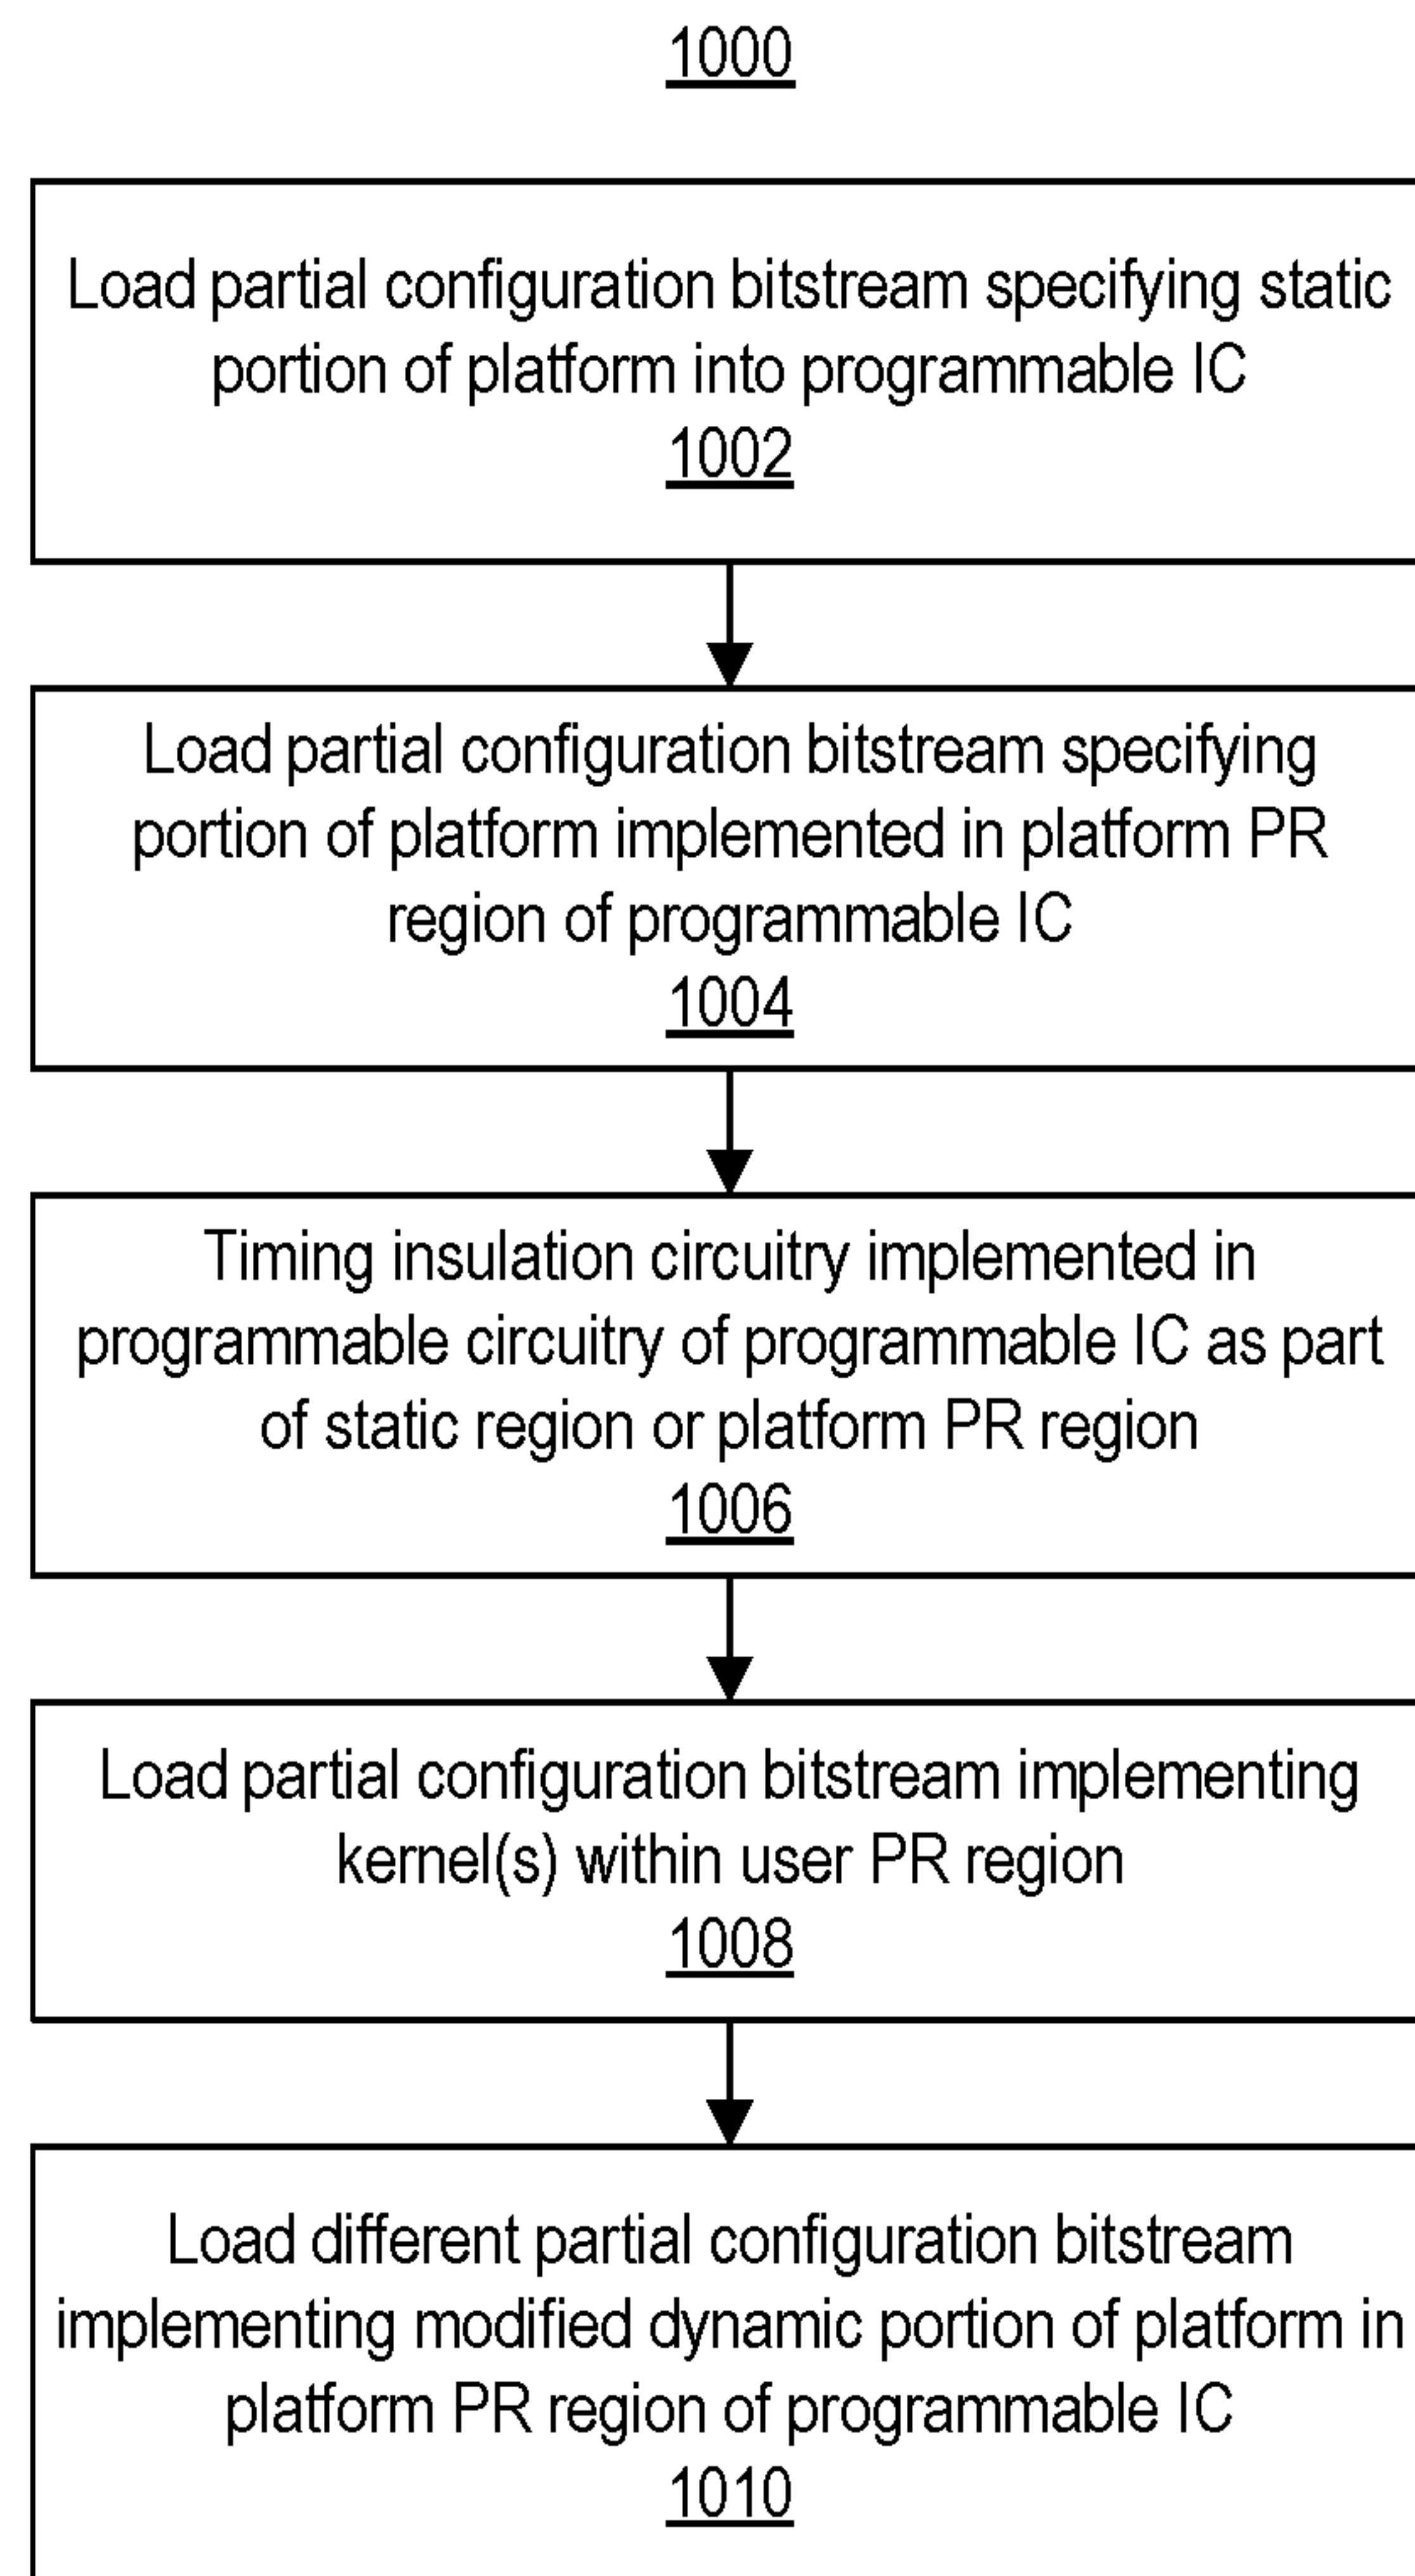 1000
Load partial configuration bitstream specifying static
portion of platform into programmable IC
1002
Load partial configuration bitstream specifying
portion of platform implemented in platform PR
region of programmable IC
1004
Timing insulation circuitry implemented in
programmable circuitry of programmable IC as part
of static region or platform PR region
1006
Load partial configuration bitstream implementing
kernel(s) within user PR region
1008
Load different partial configuration bitstream
implementing modified dynamic portion of platform in
platform PR region of programmable IC
1010